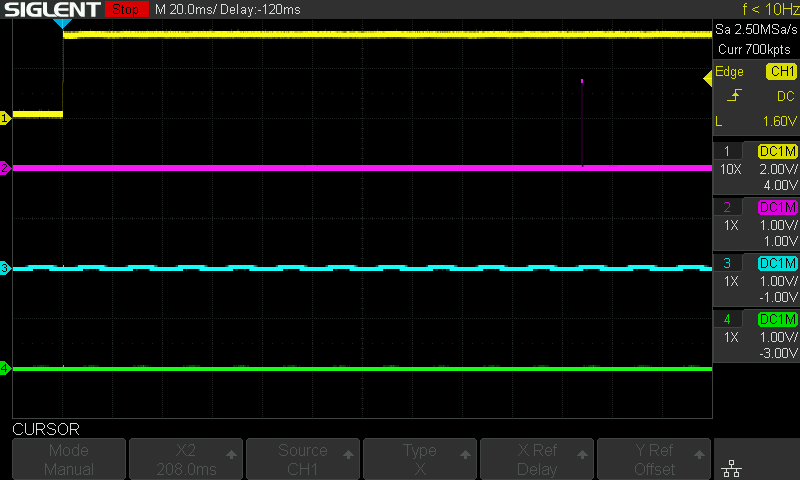 SIGLENT Stop M 20.0ms/ Delay:-120ms f < 10Hz
Sa 2.50MSa/s
Curr 700kpts
Edge CH1
DC
L 1.60V
1 DC1M
10X 2.00V/
4.00V
2 DC1M
1X 1.00V/
1.00V
3 DC1M
1X 1.00V/
-1.00V
4 DC1M
1X 1.00V/
-3.00V
1
2
3
4
CURSOR
Mode
Manual
X2
208.0ms
Source
CH1
Type
X
X Ref
Delay
Y Ref
Offset